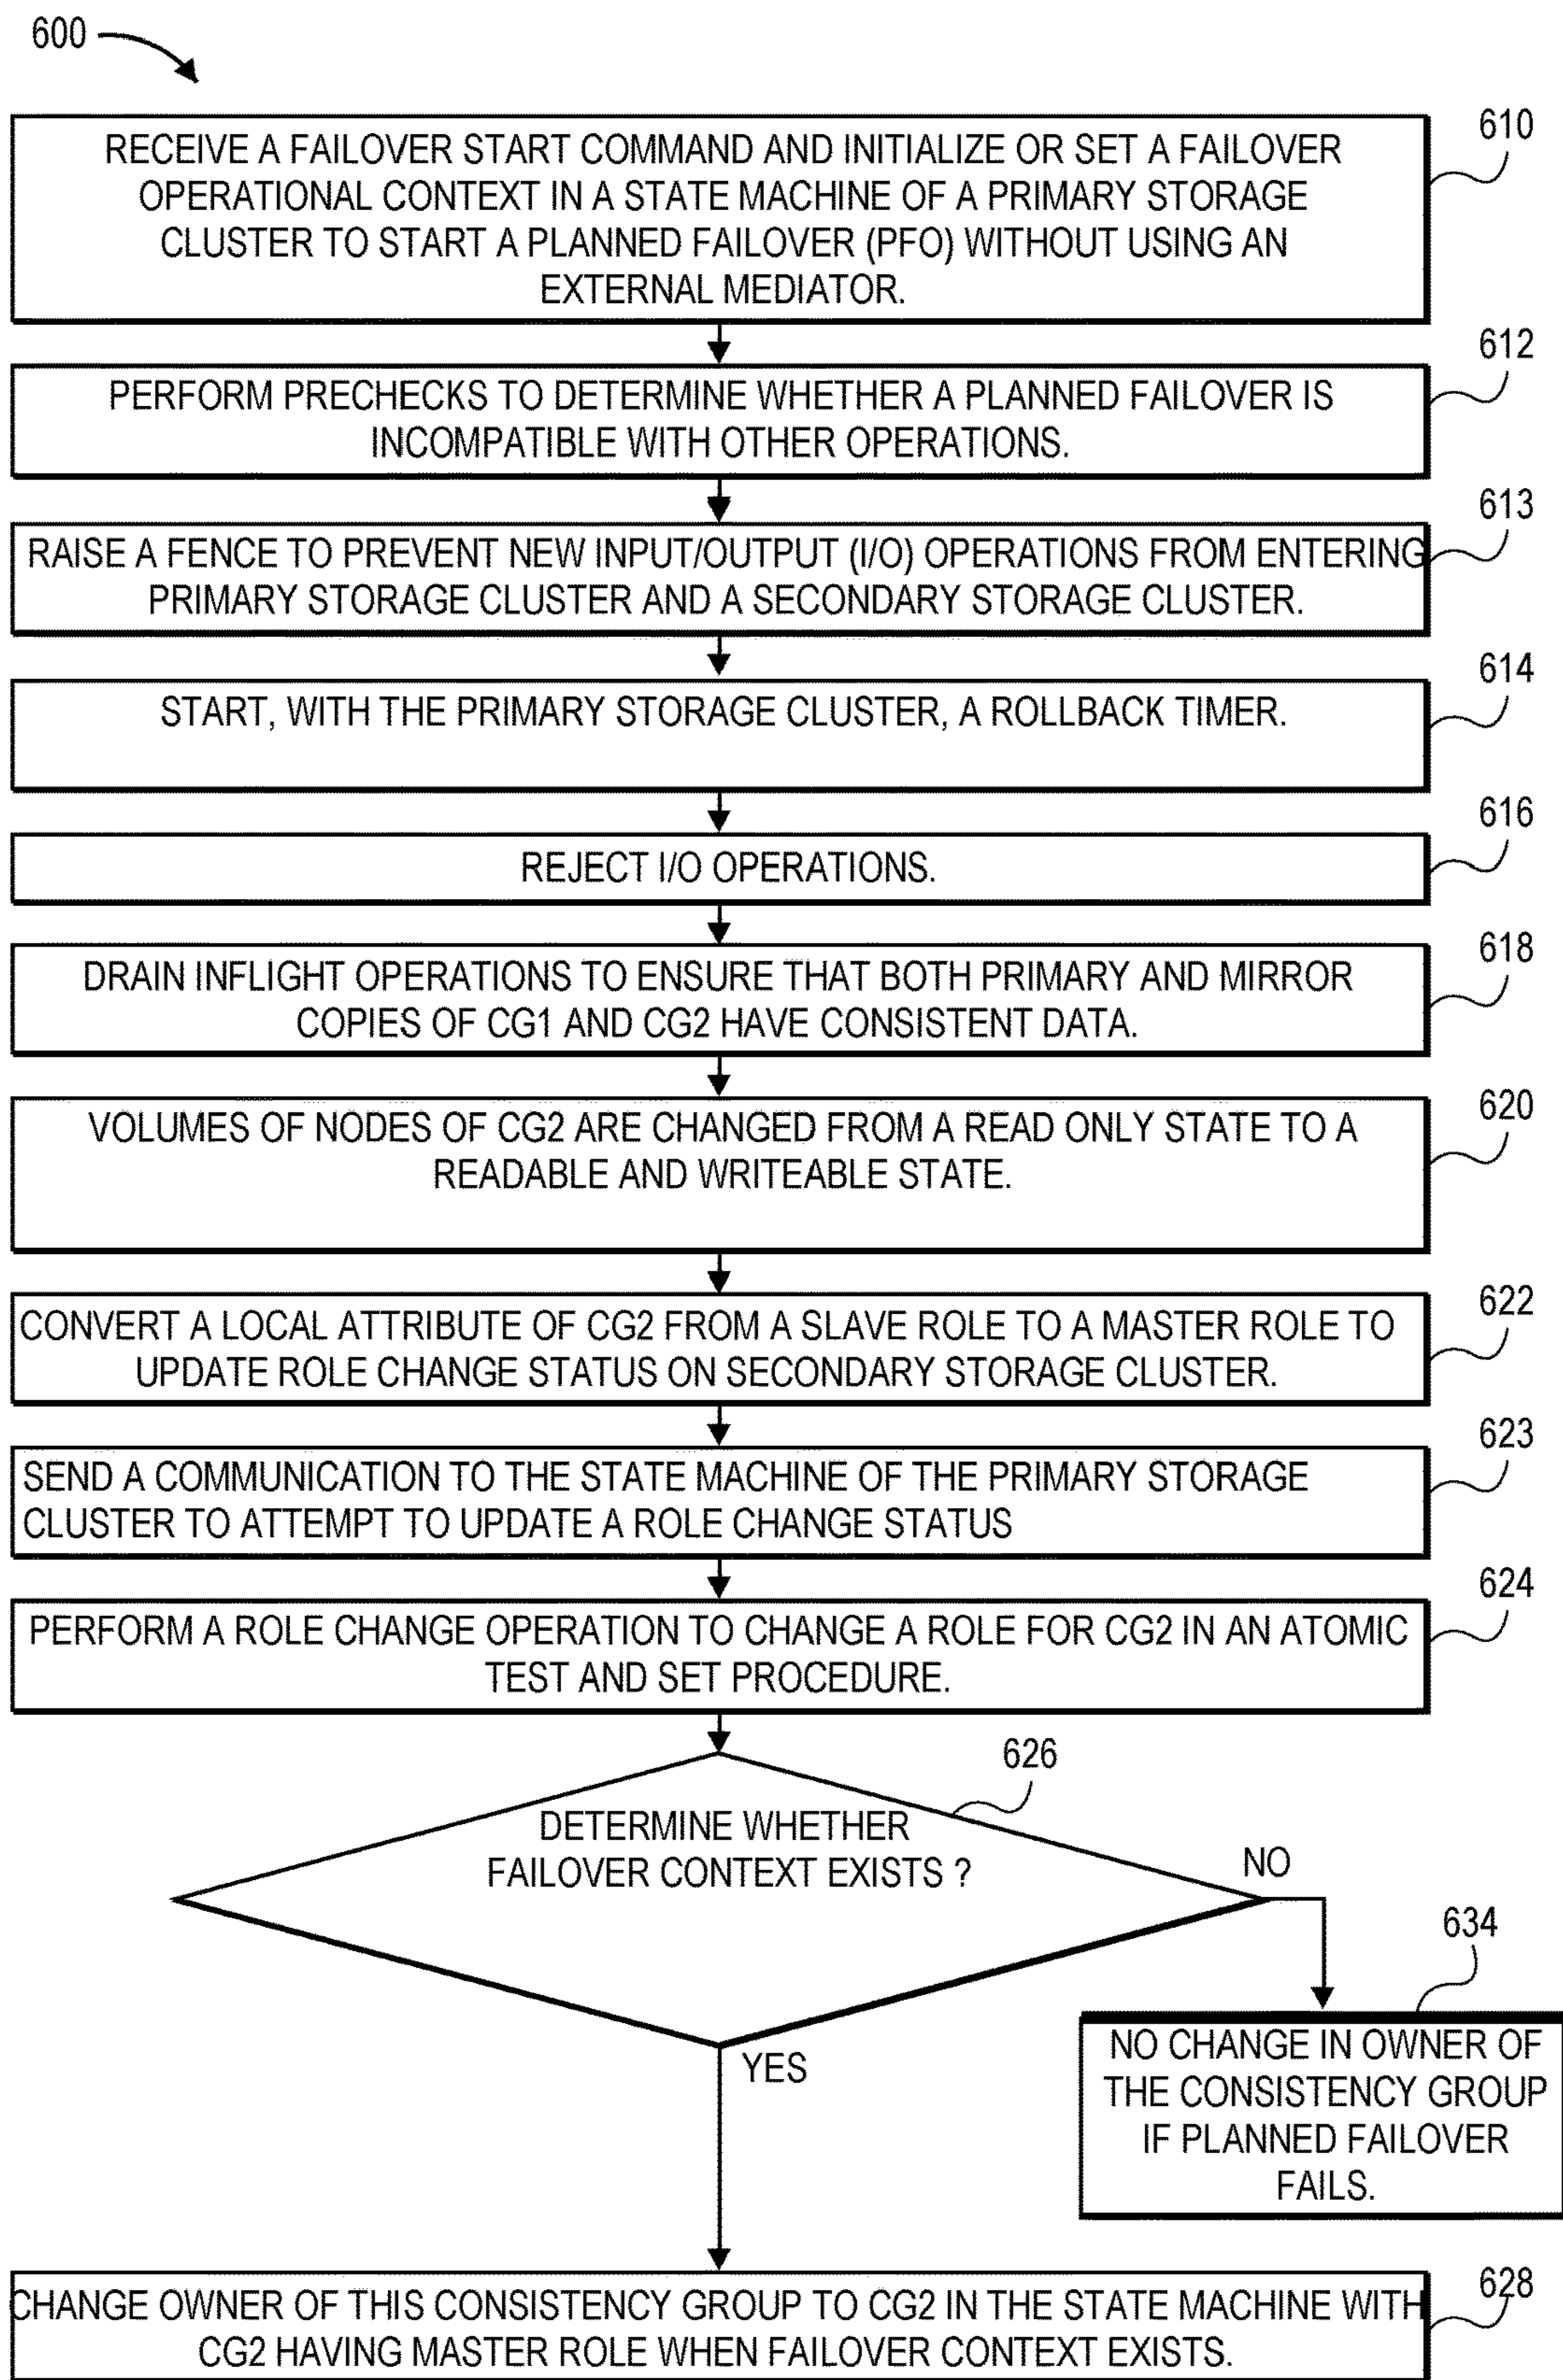 600
610
RECEIVE A FAILOVER START COMMAND AND INITIALIZE OR SET A FAILOVER
OPERATIONAL CONTEXT IN A STATE MACHINE OF A PRIMARY STORAGE
CLUSTER TO START A PLANNED FAILOVER (PFO) WITHOUT USING AN
EXTERNAL MEDIATOR.
612
PERFORM PRECHECKS TO DETERMINE WHETHER A PLANNED FAILOVER IS
INCOMPATIBLE WITH OTHER OPERATIONS.
613
RAISE A FENCE TO PREVENT NEW INPUT/OUTPUT (I/O) OPERATIONS FROM ENTERING
PRIMARY STORAGE CLUSTER AND A SECONDARY STORAGE CLUSTER.
614
START, WITH THE PRIMARY STORAGE CLUSTER, A ROLLBACK TIMER.
616
REJECT I/O OPERATIONS.
618
DRAIN INFLIGHT OPERATIONS TO ENSURE THAT BOTH PRIMARY AND MIRROR
COPIES OF CG1 AND CG2 HAVE CONSISTENT DATA.
620
VOLUMES OF NODES OF CG2 ARE CHANGED FROM A READ ONLY STATE TO A
READABLE AND WRITEABLE STATE.
622
CONVERT A LOCAL ATTRIBUTE OF CG2 FROM A SLAVE ROLE TO A MASTER ROLE TO
UPDATE ROLE CHANGE STATUS ON SECONDARY STORAGE CLUSTER.
623
SEND A COMMUNICATION TO THE STATE MACHINE OF THE PRIMARY STORAGE
CLUSTER TO ATTEMPT TO UPDATE A ROLE CHANGE STATUS
624
PERFORM A ROLE CHANGE OPERATION TO CHANGE A ROLE FOR CG2 IN AN ATOMIC
TEST AND SET PROCEDURE.
626
DETERMINE WHETHER
FAILOVER CONTEXT EXISTS ?
NO
634
NO CHANGE IN OWNER OF
THE CONSISTENCY GROUP
IF PLANNED FAILOVER
FAILS.
YES
628
CHANGE OWNER OF THIS CONSISTENCY GROUP TO CG2 IN THE STATE MACHINE WITH
CG2 HAVING MASTER ROLE WHEN FAILOVER CONTEXT EXISTS.